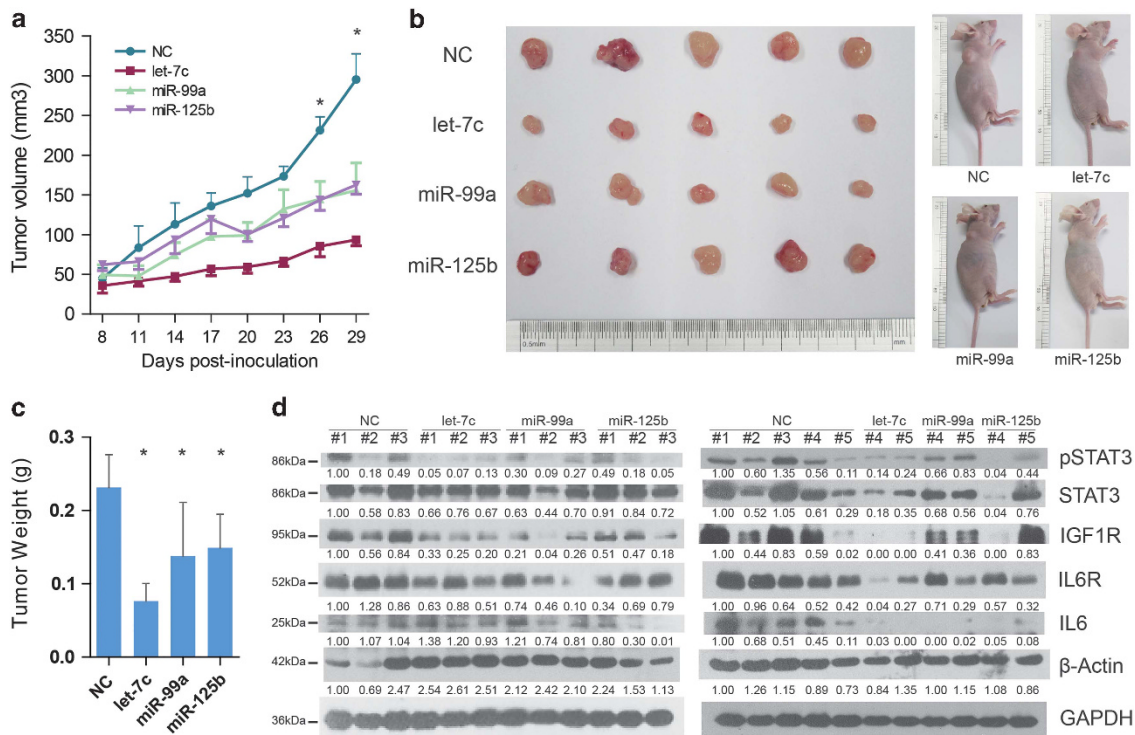 a
Tumor volume (mm3)
350
300
250
200
150
100
50
0
NC
let-7c
miR-99a
miR-125b
*
*
8 11 14 17 20 23 26 29
Days post-inoculation
b
NC
let-7c
miR-99a
miR-125b
0.5mm
mm
NC
let-7c
miR-99a
miR-125b
c
Tumor Weight (g)
0.3
0.2
0.1
0.0
* * *
NC
let-7c
miR-99a
miR-125b
d
NC let-7c miR-99a miR-125b
#1 #2 #3 #1 #2 #3 #1 #2 #3 #1 #2 #3
86kDa
1.00 0.18 0.49 0.05 0.07 0.13 0.30 0.09 0.27 0.49 0.18 0.05
86kDa
1.00 0.58 0.83 0.66 0.76 0.67 0.63 0.44 0.70 0.91 0.84 0.72
95kDa
1.00 0.56 0.84 0.33 0.25 0.20 0.21 0.04 0.26 0.51 0.47 0.18
52kDa
1.00 1.28 0.86 0.63 0.88 0.51 0.74 0.46 0.10 0.34 0.69 0.79
25kDa
1.00 1.07 1.04 1.38 1.20 0.93 1.21 0.74 0.81 0.80 0.30 0.01
42kDa
1.00 0.69 2.47 2.54 2.61 2.51 2.12 2.42 2.10 2.24 1.53 1.13
36kDa
NC let-7c miR-99a miR-125b
#1 #2 #3 #4 #5 #4 #5 #4 #5 #4 #5
pSTAT3
1.00 0.60 1.35 0.56 0.11 0.14 0.24 0.66 0.83 0.04 0.44
STAT3
1.00 0.52 1.05 0.61 0.29 0.18 0.35 0.68 0.56 0.04 0.76
IGF1R
1.00 0.44 0.83 0.59 0.02 0.00 0.00 0.41 0.36 0.00 0.83
IL6R
1.00 0.96 0.64 0.52 0.42 0.04 0.27 0.71 0.29 0.57 0.32
IL6
1.00 0.68 0.51 0.45 0.11 0.03 0.00 0.00 0.02 0.05 0.08
β-Actin
1.00 1.26 1.15 0.89 0.73 0.84 1.35 1.00 1.15 1.08 0.86
GAPDH